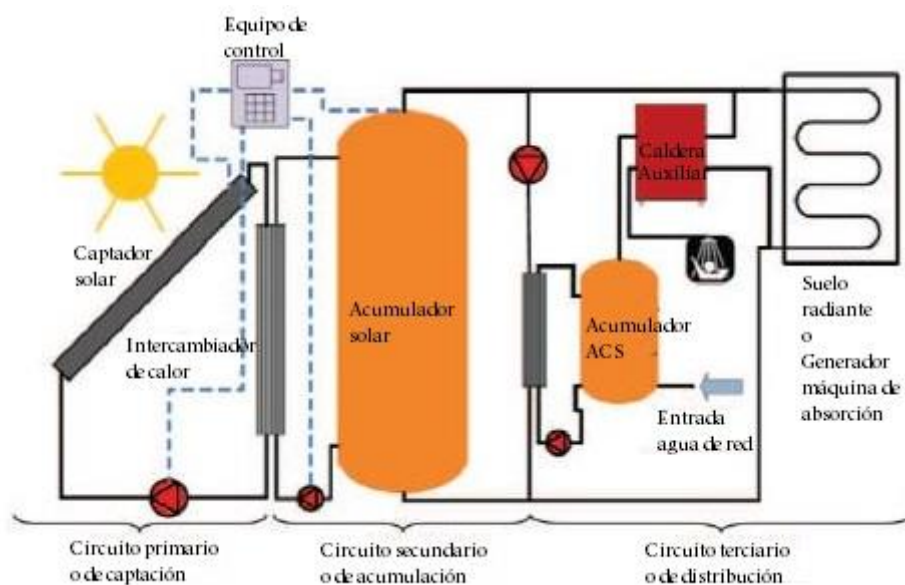 Equipo de
control
Captador
solar
Intercambiador
de calor
Acumulador
solar
Caldera
Auxilial
Acumulador
ACS
Entrada
agua de red
Suelo
radiante
o
Generador
máquina de
absorción
Circuito primario
o de captación
Circuito secundario
o de acumulación
Circuito terciario
o de distribución